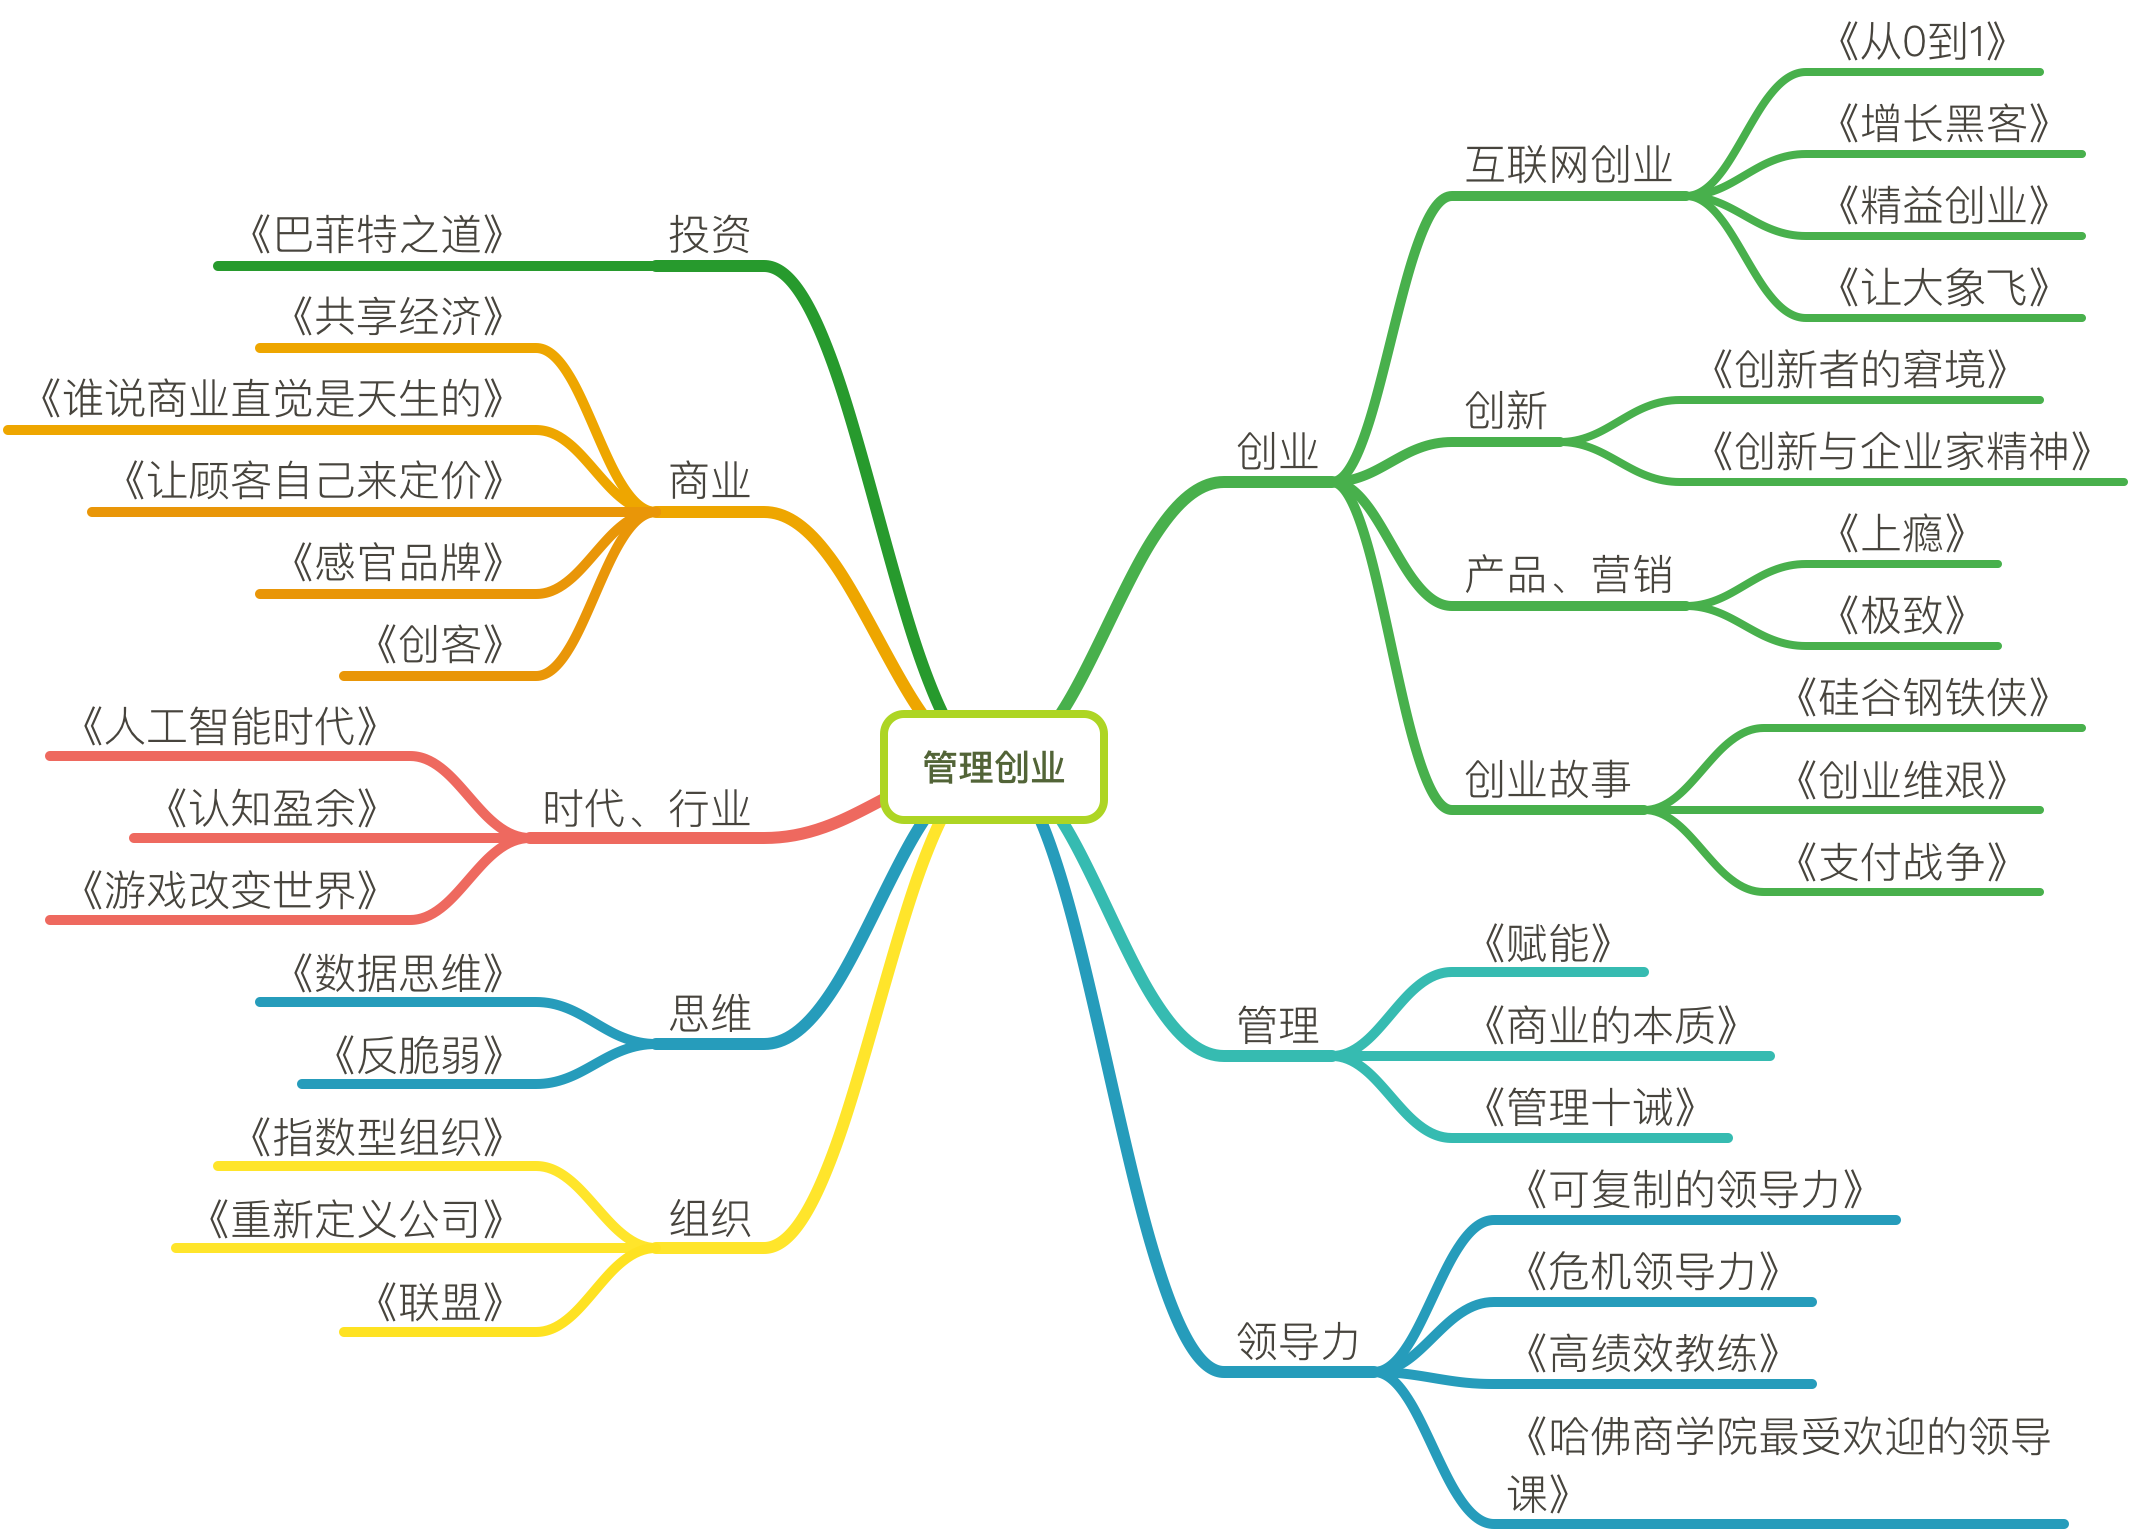 管理创业
创业
互联网创业
《从0到1》
《增长黑客》
《精益创业》
《让大象飞》
创新
《创新者的窘境》
《创新与企业家精神》
产品、营销
《上瘾》
《极致》
创业故事
《硅谷钢铁侠》
《创业维艰》
《支付战争》
管理
《赋能》
《商业的本质》
《管理十诫》
领导力
《可复制的领导力》
《危机领导力》
《高绩效教练》
《哈佛商学院最受欢迎的领导
课》
投资
《巴菲特之道》
商业
《共享经济》
《谁说商业直觉是天生的》
《让顾客自己来定价》
《感官品牌》
《创客》
时代、行业
《人工智能时代》
《认知盈余》
《游戏改变世界》
思维
《数据思维》
《反脆弱》
组织
《指数型组织》
《重新定义公司》
《联盟》